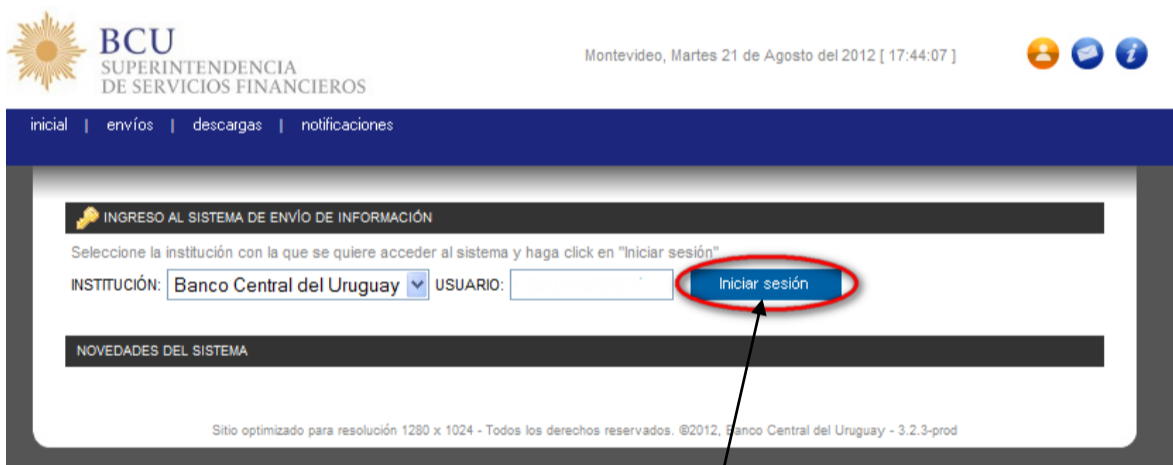 BCU
SUPERINTENDENCIA
DE SERVICIOS FINANCIEROS
Montevideo, Martes 21 de Agosto del 2012 [ 17:44:07 ]
inicial | envíos | descargas | notificaciones
INGRESO AL SISTEMA DE ENVÌO DE INFORMACIÓN
Seleccione la institución con la que se quiere acceder al sistema y haga click en "Iniciar sesión"
INSTITUCIÓN: Banco Central del Uruguay USUARIO: Iniciar sesión
NOVEDADES DEL SISTEMA
Sitio optimizado para resolución 1280 x 1024 - Todos los derechos reservados. ©2012, Banco Central del Uruguay - 3.2.3-prod